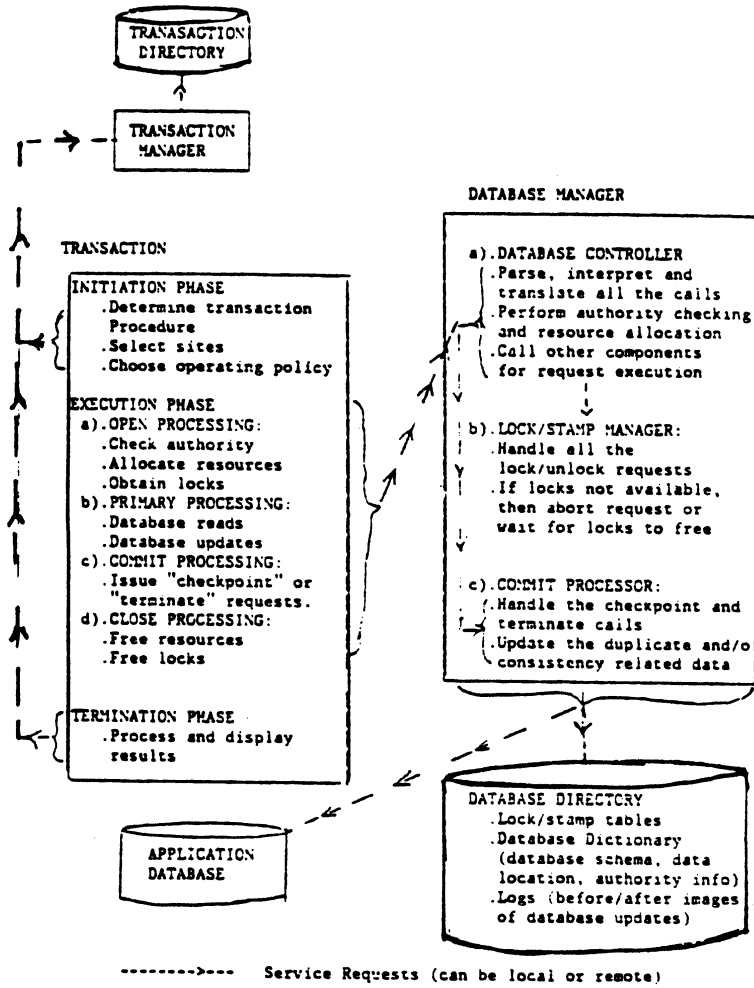 TRANASACTION
DIRECTORY
TRANSACTION
MANAGER
DATABASE MANAGER
TRANSACTION
INITIATION PHASE
.Determine transaction
Procedure
.Select sites
.Choose operating policy
EXECUTION PHASE
a).OPEN PROCESSING:
.Check authority
.Allocate resources
.Obtain locks
b).PRIMARY PROCESSING:
.Database reads
.Database updates
c).COMMIT PROCESSING:
.Issue "checkpoint" or
"terminate" requests.
d).CLOSE PROCESSING:
.Free resources
.Free locks
TERMINATION PHASE
.Process and display
results
a).DATABASE CONTROLLER
.Parse, interpret and
translate all the calls
.Perform authority checking
and resource allocation
.Call other components
for request execution
b).LOCK/STAMP MANAGER:
.Handle all the
lock/unlock requests
.If locks not available,
then abort request or
wait for locks to free
c).COMMIT PROCESSOR:
.Handle the checkpoint and
terminate calls
.Update the duplicate and/o
consistency related data
APPLICATION
DATABASE
DATABASE DIRECTORY
.Lock/stamp tables
.Database Dictionary
(database schema, data
location, authority info)
.Logs (before/after images
of database updates)
Service Requests (can be local or remote)